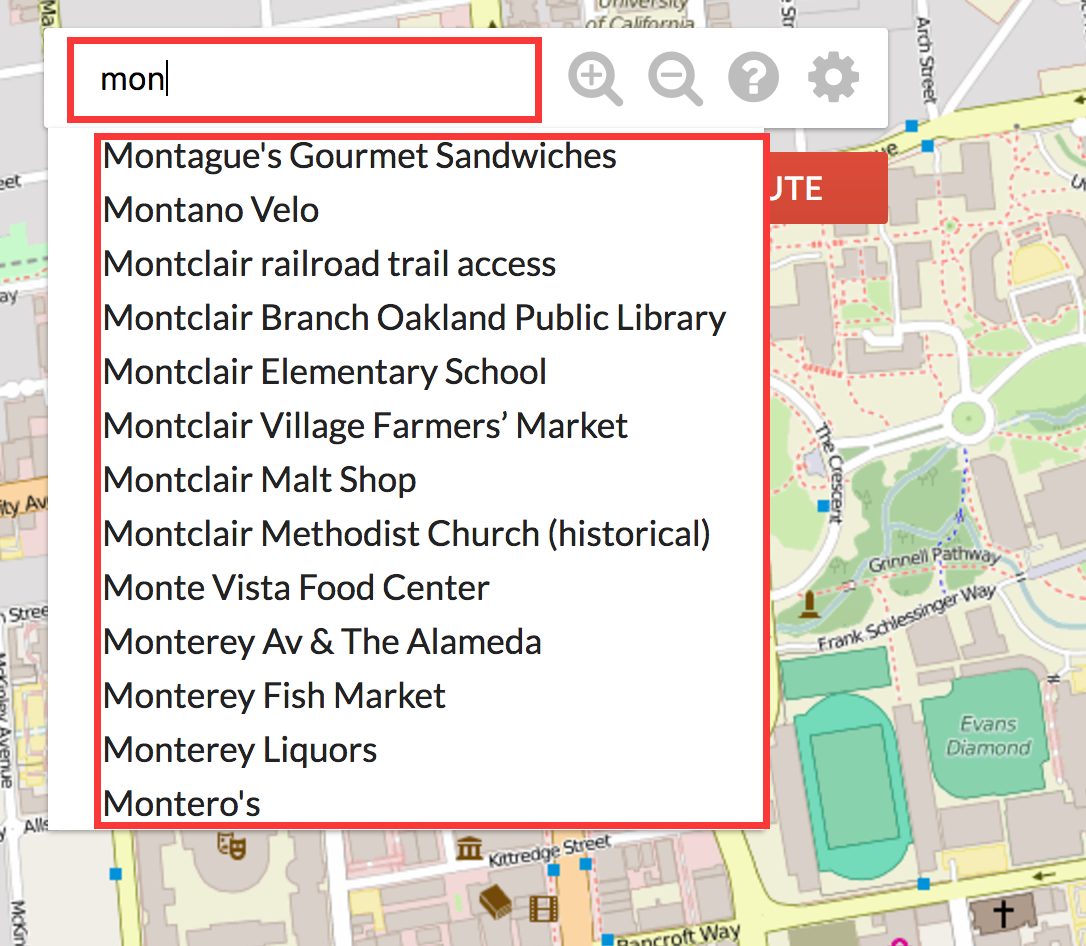 University
of California
Arch Street
mon
Montague's Gourmet Sandwiches
UTE
Montano Velo
Montclair railroad trail access
Montclair Branch Oakland Public Library
Montclair Elementary School
Montclair Village Farmers’ Market
The Crescent
Montclair Malt Shop
ity Av
Montclair Methodist Church (historical)
Grinnell Pathway
Monte Vista Food Center
Frank Schlessinger Way
Monterey Av & The Alameda
McKinley Avenue
Monterey Fish Market
Evans
Diamond
Monterey Liquors
Montero's
Kittredge Street
Bancroft Way